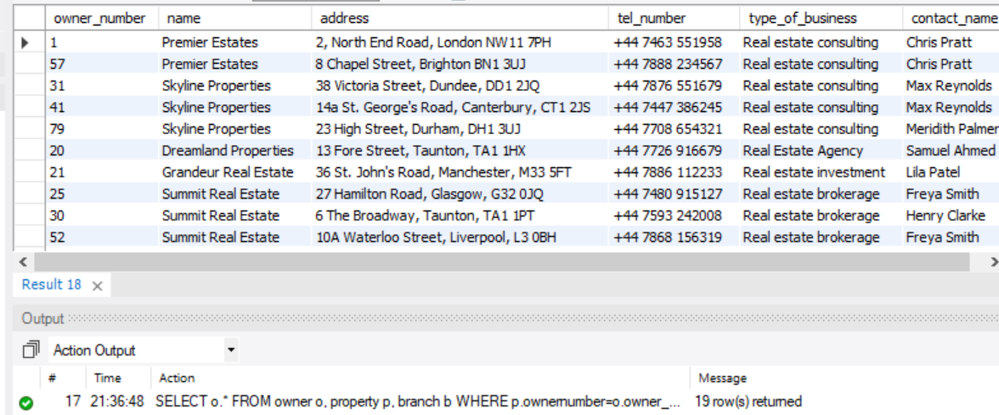 owner_number name address tel_number type_of_business contact_name
1 Premier Estates 2, North End Road, London NW11 7PH +44 7463 551958 Real estate consulting Chris Pratt
57 Premier Estates 8 Chapel Street, Brighton BN1 3UJ +44 7888 234567 Real estate consulting Chris Pratt
31 Skyline Properties 38 Victoria Street, Dundee, DD1 2JQ +44 7876 551679 Real estate consulting Max Reynolds
41 Skyline Properties 14a St. George's Road, Canterbury, CT1 2JS +44 7447 386245 Real estate consulting Max Reynolds
79 Skyline Properties 23 High Street, Durham, DH1 3UJ +44 7708 654321 Real estate consulting Meridith Palmer
20 Dreamland Properties 13 Fore Street, Taunton, TA1 1HX +44 7726 916679 Real Estate Agency Samuel Ahmed
21 Grandeur Real Estate 36 St. John's Road, Manchester, M33 5FT +44 7886 112233 Real estate investment Lila Patel
25 Summit Real Estate 27 Hamilton Road, Glasgow, G32 0JQ +44 7480 915127 Real estate brokerage Freya Smith
30 Summit Real Estate 6 The Broadway, Taunton, TA1 1PT +44 7593 242008 Real estate brokerage Henry Clarke
52 Summit Real Estate 10A Waterloo Street, Liverpool, L3 0BH +44 7868 156319 Real estate brokerage Freya Smith
Result 18
Output
Action Output
# Time Action Message
17 21:36:48 SELECT o.* FROM owner o, property p, branch b WHERE p.ownernumber=o.owner_... 19 row(s) returned